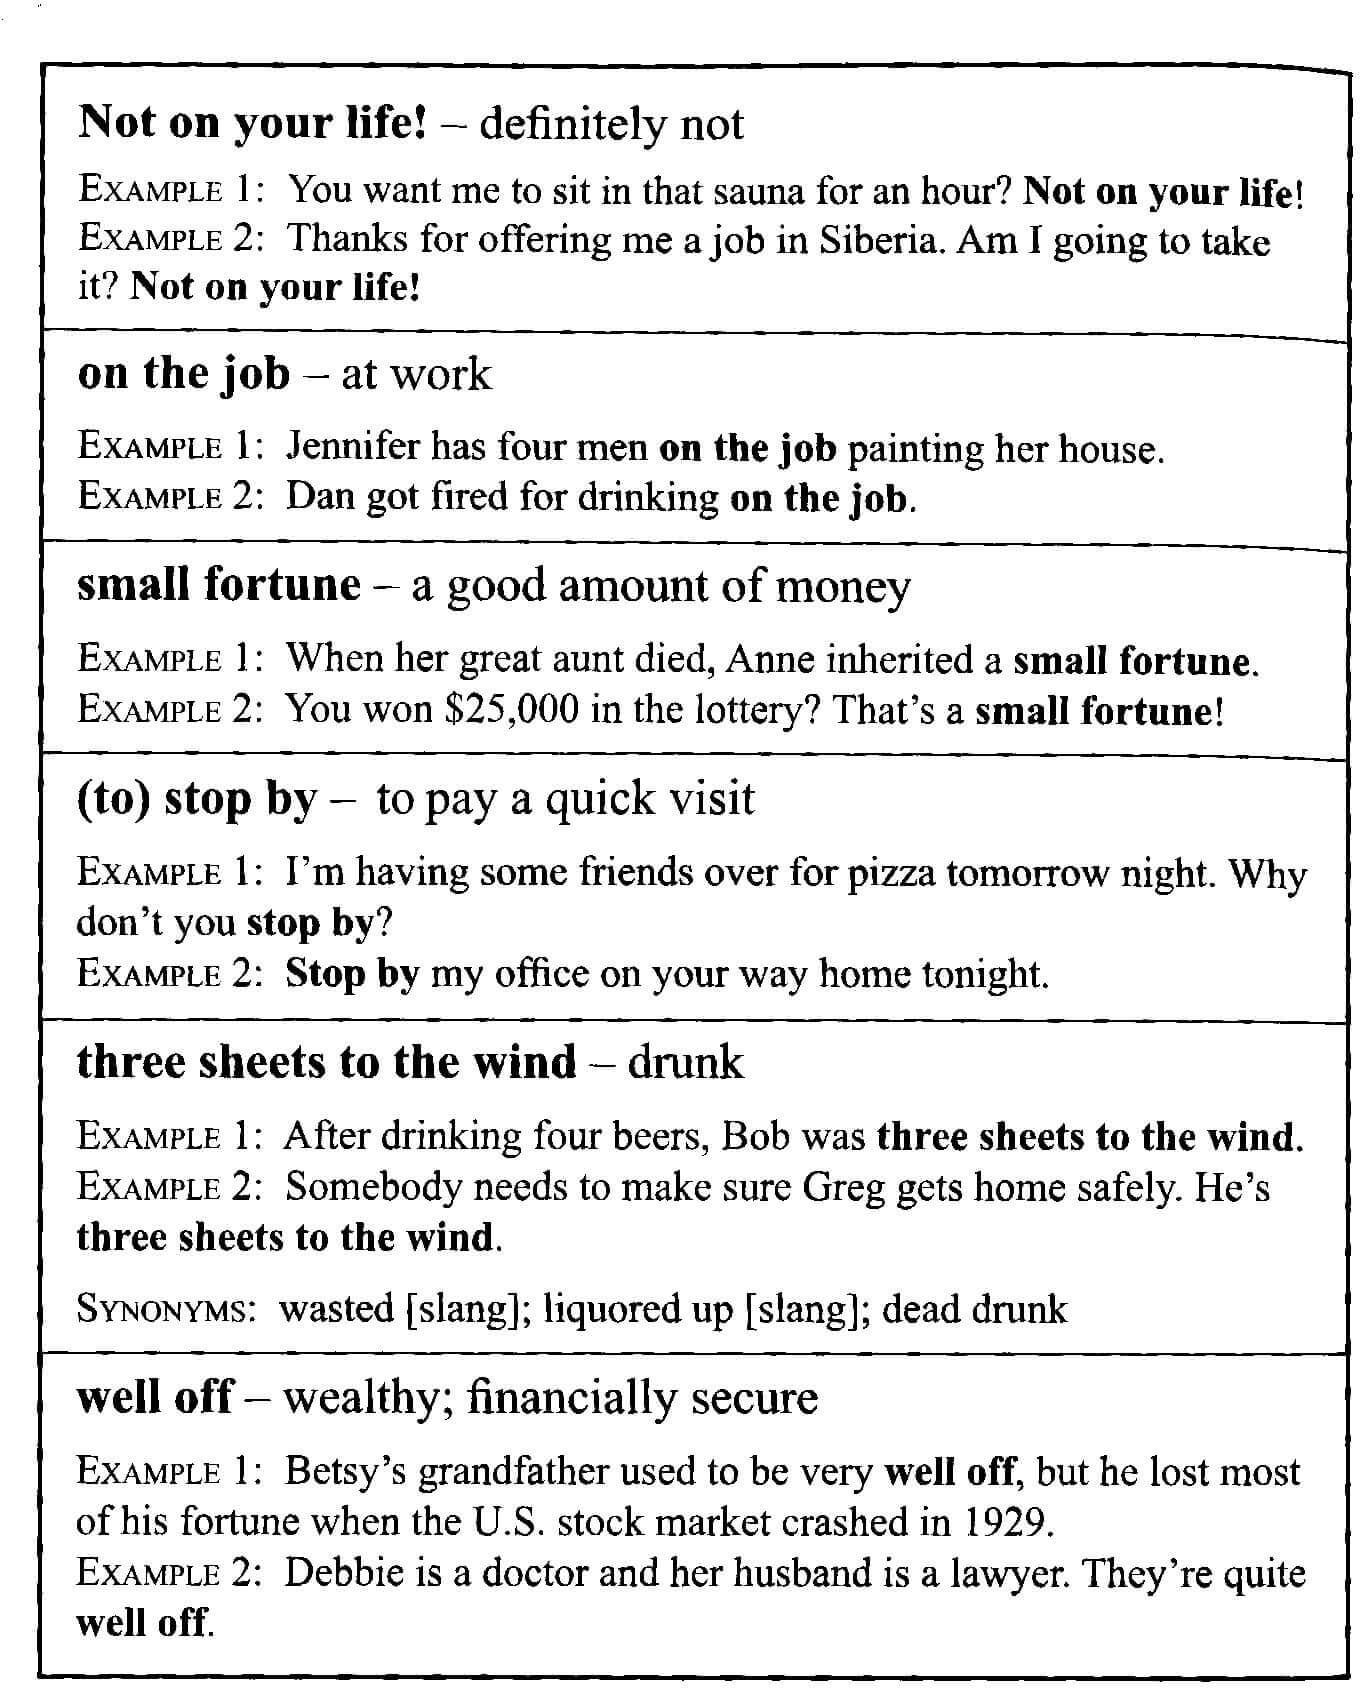 Not on your life! – definitely not
EXAMPLE 1: You want me to sit in that sauna for an hour? Not on your life!
EXAMPLE 2: Thanks for offering me a job in Siberia. Am I going to take
it? Not on your life!
on the job – at work
EXAMPLE 1: Jennifer has four men on the job painting her house.
EXAMPLE 2: Dan got fired for drinking on the job.
small fortune – a good amount of money
EXAMPLE 1: When her great aunt died, Anne inherited a small fortune.
EXAMPLE 2: You won $25,000 in the lottery? That's a small fortune!
(to) stop by – to pay a quick visit
EXAMPLE 1: I'm having some friends over for pizza tomorrow night. Why
don't you stop by?
EXAMPLE 2: Stop by my office on your way home tonight.
three sheets to the wind – drunk
EXAMPLE 1: After drinking four beers, Bob was three sheets to the wind.
EXAMPLE 2: Somebody needs to make sure Greg gets home safely. He's
three sheets to the wind.
SYNONYMS: wasted [slang]; liquored up [slang]; dead drunk
well off – wealthy; financially secure
EXAMPLE 1: Betsy's grandfather used to be very well off, but he lost most
of his fortune when the U.S. stock market crashed in 1929.
EXAMPLE 2: Debbie is a doctor and her husband is a lawyer. They're quite
well off.